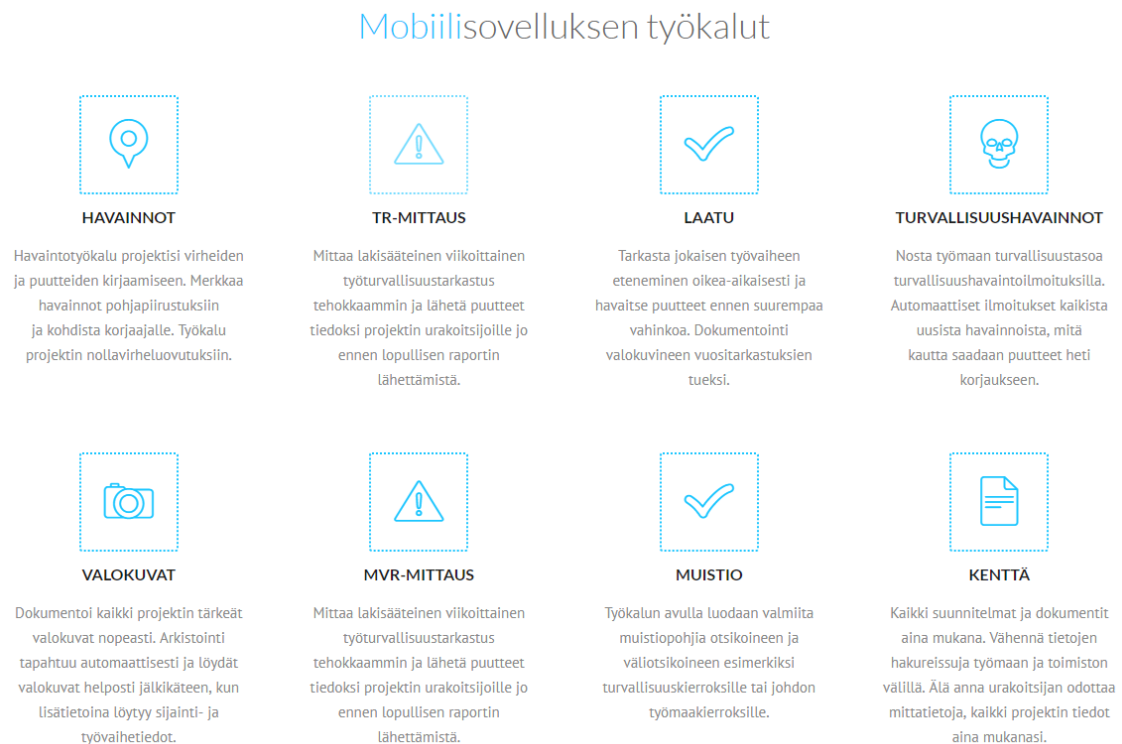 Mobiilisovelluksen työkalut
HAVAINNOT
Havaintotyökalu projektisi virheiden
ja puutteiden kirjaamiseen. Merkkaa
havainnot pohjapiirustuksiin
ja kohdista korjaajalle. Työkalu
projektin nollavirheluovutuksiin.
TR-MITTAUS
Mittaa lakisääteinen viikoittainen
työturvallisuustarkastus
tehokkaammin ja lähetä puutteet
tiedoksi projektin urakoitsijoille jo
ennen lopullisen raportin
lähettämistä.
LAATU
Tarkasta jokaisen työvaiheen
eteneminen oikea-aikaisesti ja
havaitse puutteet ennen suurempaa
vahinkoa. Dokumentointi
valokuvineen vuositarkastuksien
tueksi.
TURVALLISUUSHAVAINNOT
Nosta työmaan turvallisuustasoa
turvallisuushavaintoilmoituksilla.
Automaattiset ilmoitukset kaikista
uusista havainnoista, mitä
kautta saadaan puutteet heti
korjaukseen.
VALOKUVAT
Dokumentoi kaikki projektin tärkeät
valokuvat nopeasti. Arkistointi
tapahtuu automaattisesti ja löydät
valokuvat helposti jälkikäteen, kun
lisätietoina löytyy sijainti- ja
työvaihetiedot.
MVR-MITTAUS
Mittaa lakisääteinen viikoittainen
työturvallisuustarkastus
tehokkaammin ja lähetä puutteet
tiedoksi projektin urakoitsijoille jo
ennen lopullisen raportin
lähettämistä.
MUISTIO
Työkalun avulla luodaan valmiita
muistiopohjia otsikoineen ja
väliotsikoineen esimerkiksi
turvallisuuskierroksille tai johdon
työmaakierroksille.
KENTTÄ
Kaikki suunnitelmat ja dokumentit
aina mukana. Vähennä tietojen
hakureissuja työmaan ja toimiston
välillä. Älä anna urakoitsijan odottaa
mittatietoja, kaikki projektin tiedot
aina mukanasi.